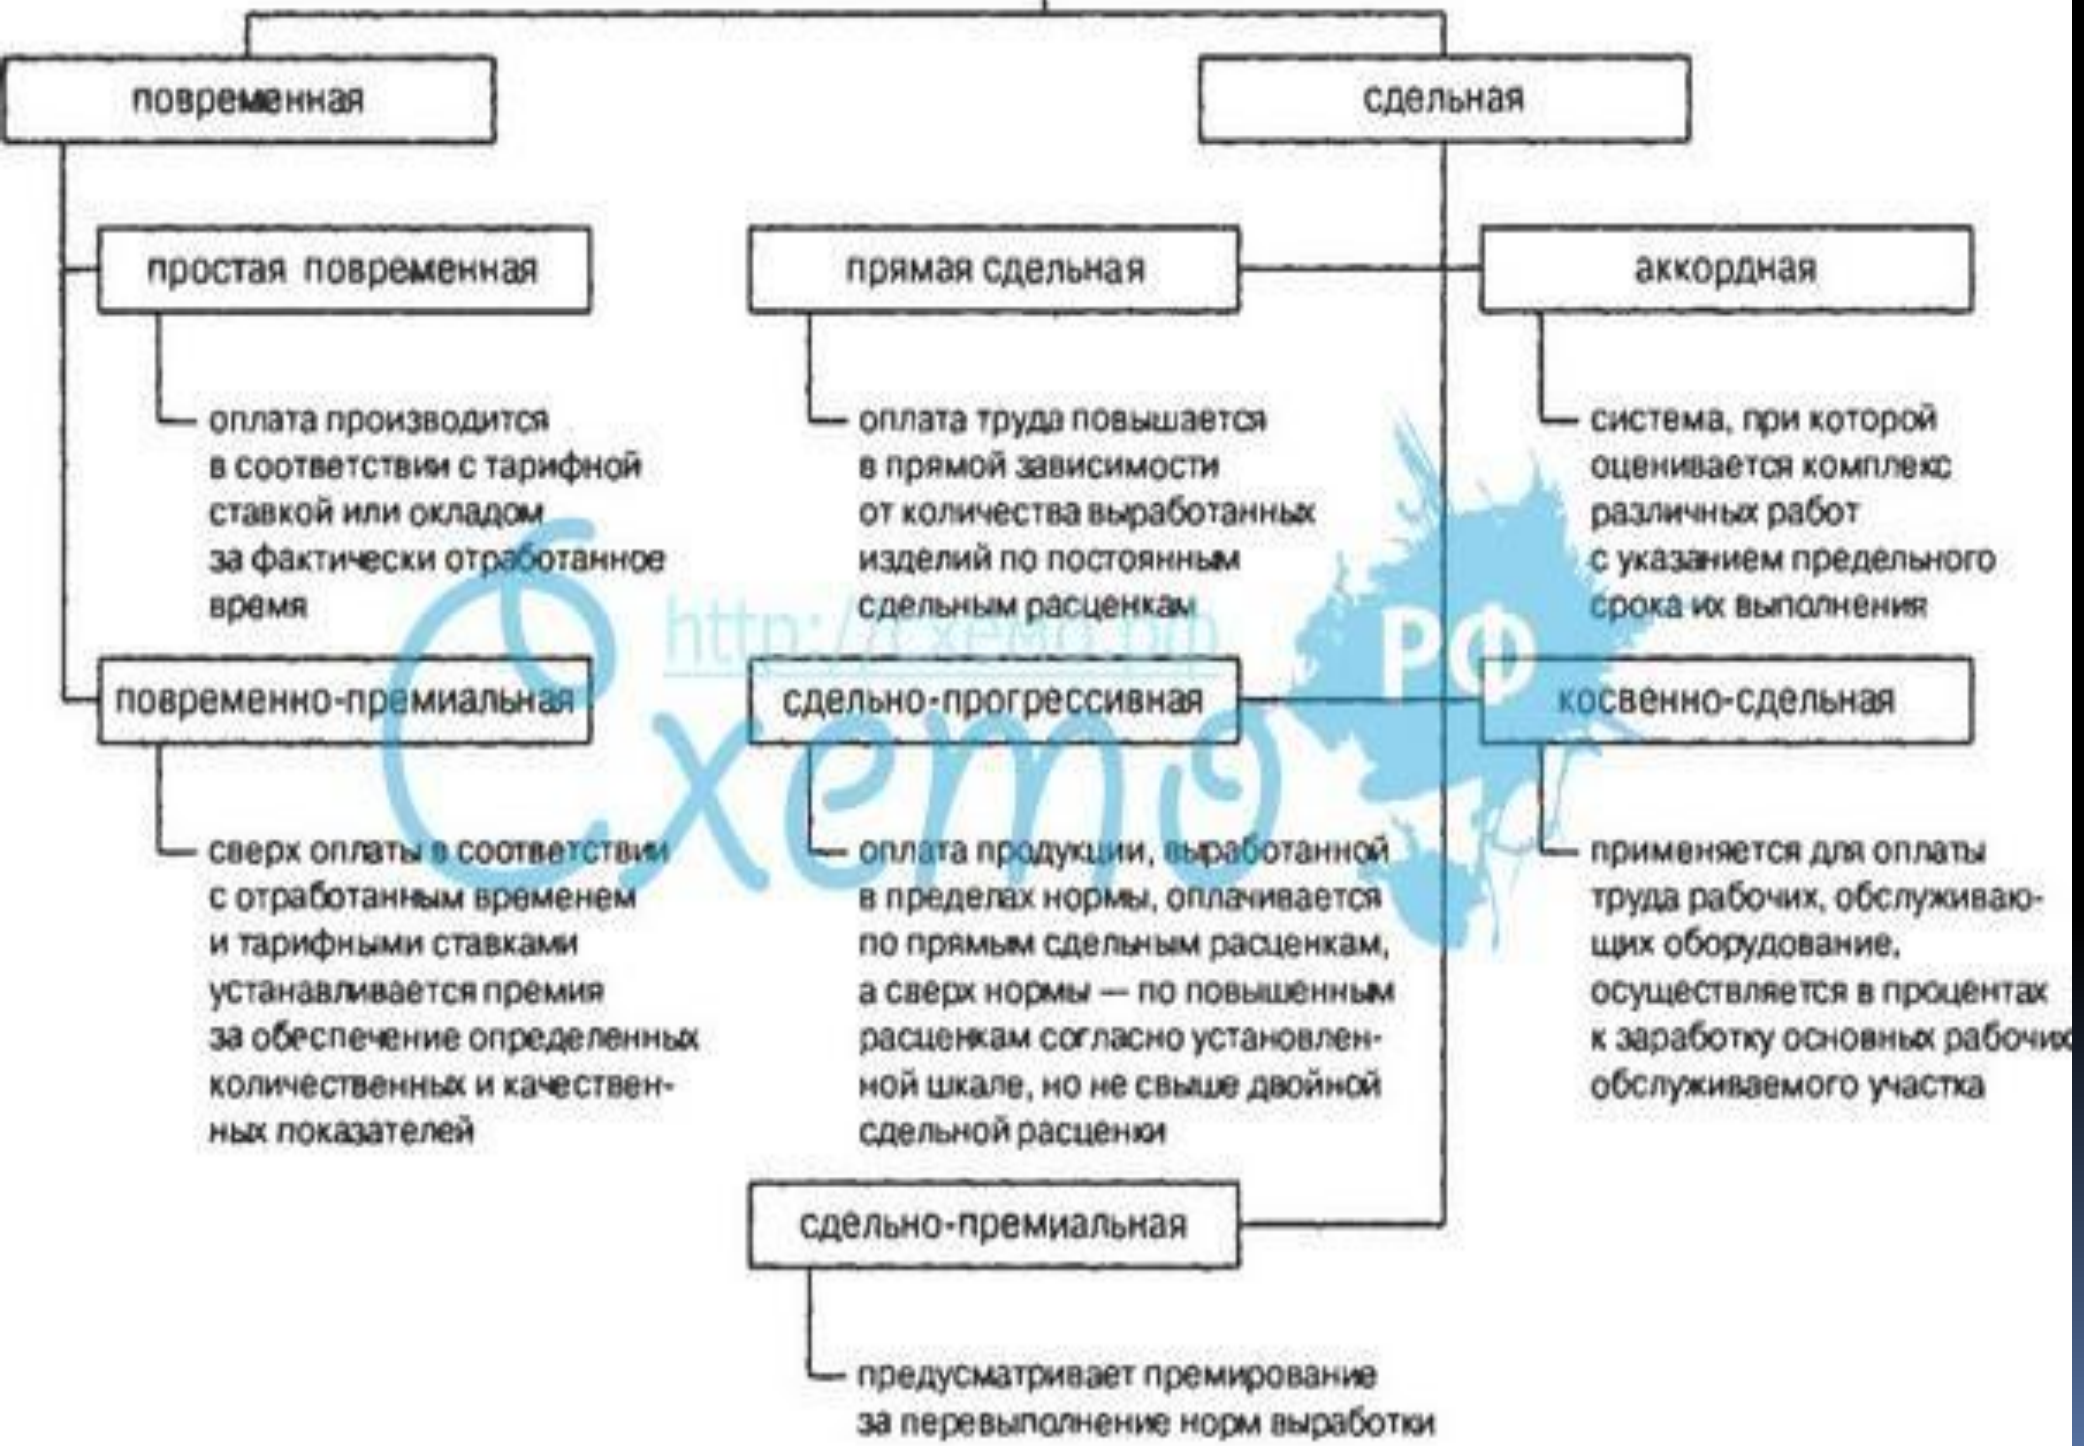 повременная
сдельная
простая повременная
прямая сдельная
аккордная
оплата производится
в соответствии с тарифной
ставкой или окладом
за фактически отработанное
время
оплата труда повышается
в прямой зависимости
от количества выработанных
изделий по постоянным
сдельным расценкам
система, при которой
оценивается комплекс
различных работ
с указанием предельного
срока их выполнения
http://схемо.рф
Схемо
РФ
повременно-премиальная
сдельно-прогрессивная
косвенно-сдельная
сверх оплаты в соответствии
с отработанным временем
и тарифными ставками
устанавливается премия
за обеспечение определенных
количественных и качествен-
ных показателей
оплата продукции, выработанной
в пределах нормы, оплачивается
по прямым сдельным расценкам,
а сверх нормы — по повышенным
расценкам согласно установлен-
ной шкале, но не свыше двойной
сдельной расценки
применяется для оплаты
труда рабочих, обслуживаю-
щих оборудование,
осуществляется в процентах
к заработку основных рабочих
обслуживаемого участка
сдельно-премиальная
предусматривает премирование
за перевыполнение норм выработки